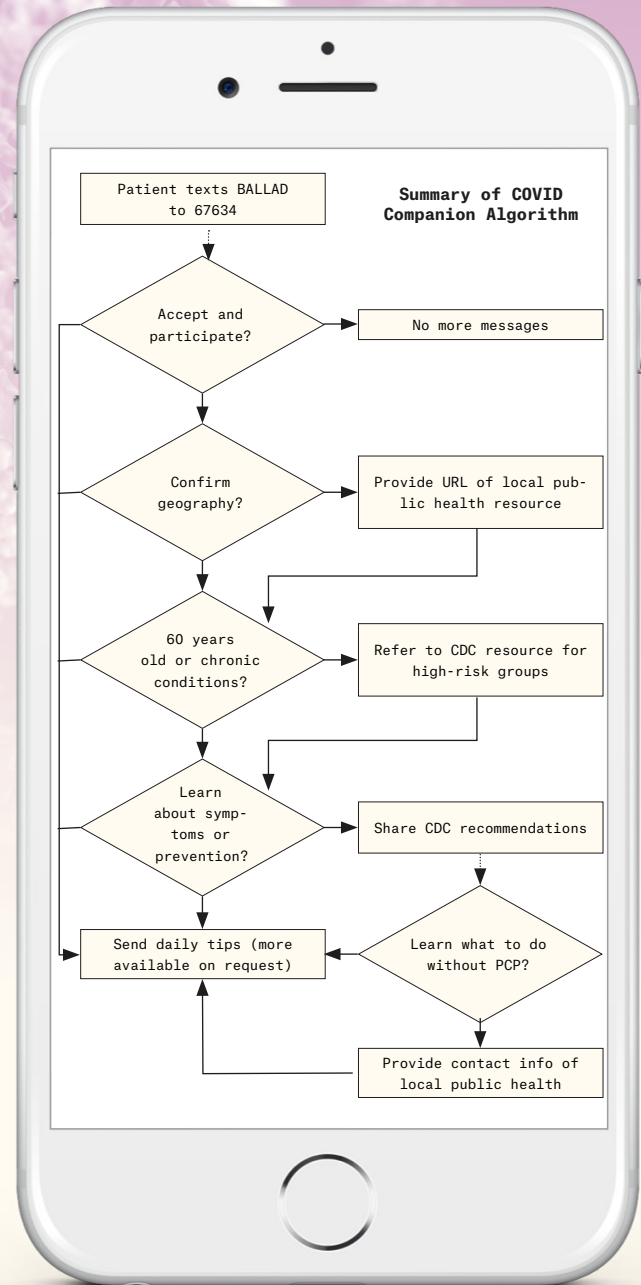 Patient texts BALLAD
to 67634
Summary of COVID
Companion Algorithm
Accept and
participate?
No more messages
Confirm
geography?
Provide URL of local pub-
lic health resource
60 years
old or chronic
conditions?
Refer to CDC resource for
high-risk groups
Learn
about symp-
toms or
prevention?
Share CDC recommendations
Send daily tips (more
available on request)
Learn what to do
without PCP?
Provide contact info of
local public health